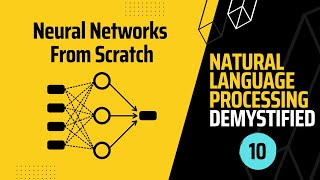 Neural Networks
From Scratch
NATURAL
LANGUAGE
PROCESSING
DEMYSTIFIED
10